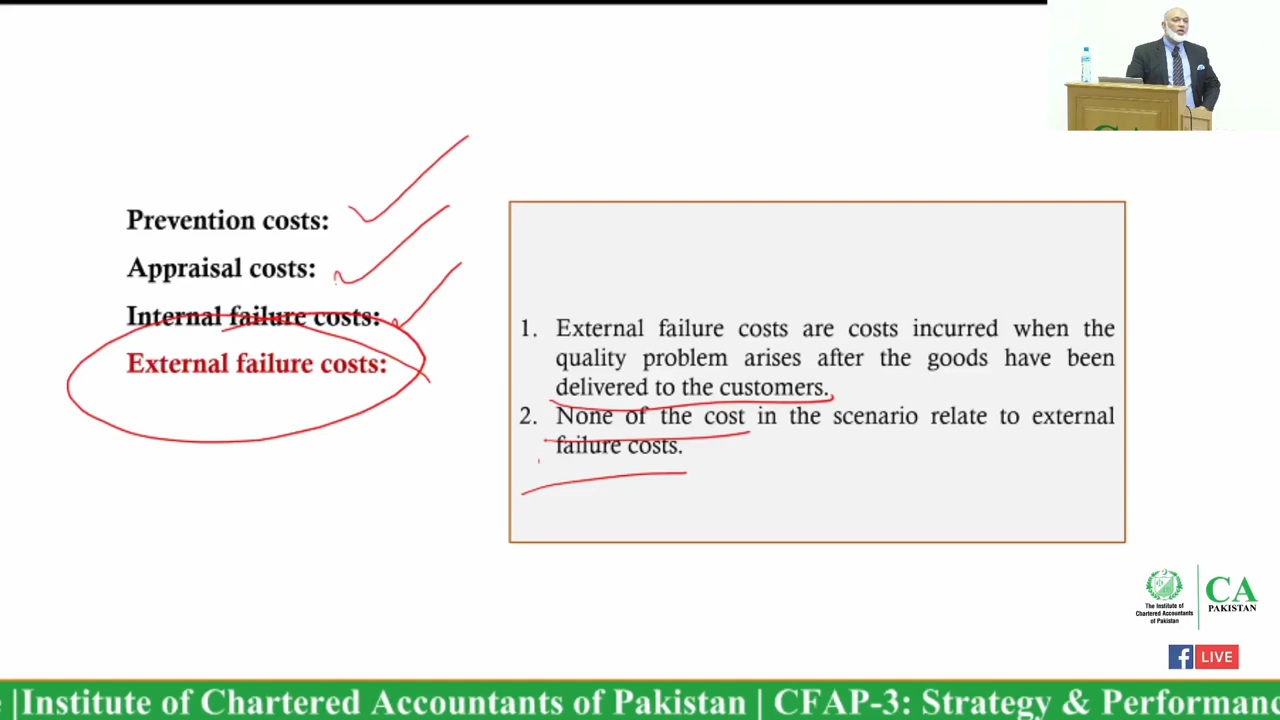 Prevention costs:
Appraisal costs:
Internal failure costs:
External failure costs:
1. External failure costs are costs incurred when the
quality problem arises after the goods have been
delivered to the customers.
2. None of the cost in the scenario relate to external
failure costs.
The Institute of
Chartered Accountants
of Pakistan
CA
PAKISTAN
f LIVE
|Institute of Chartered Accountants of Pakistan | CFAP-3: Strategy &